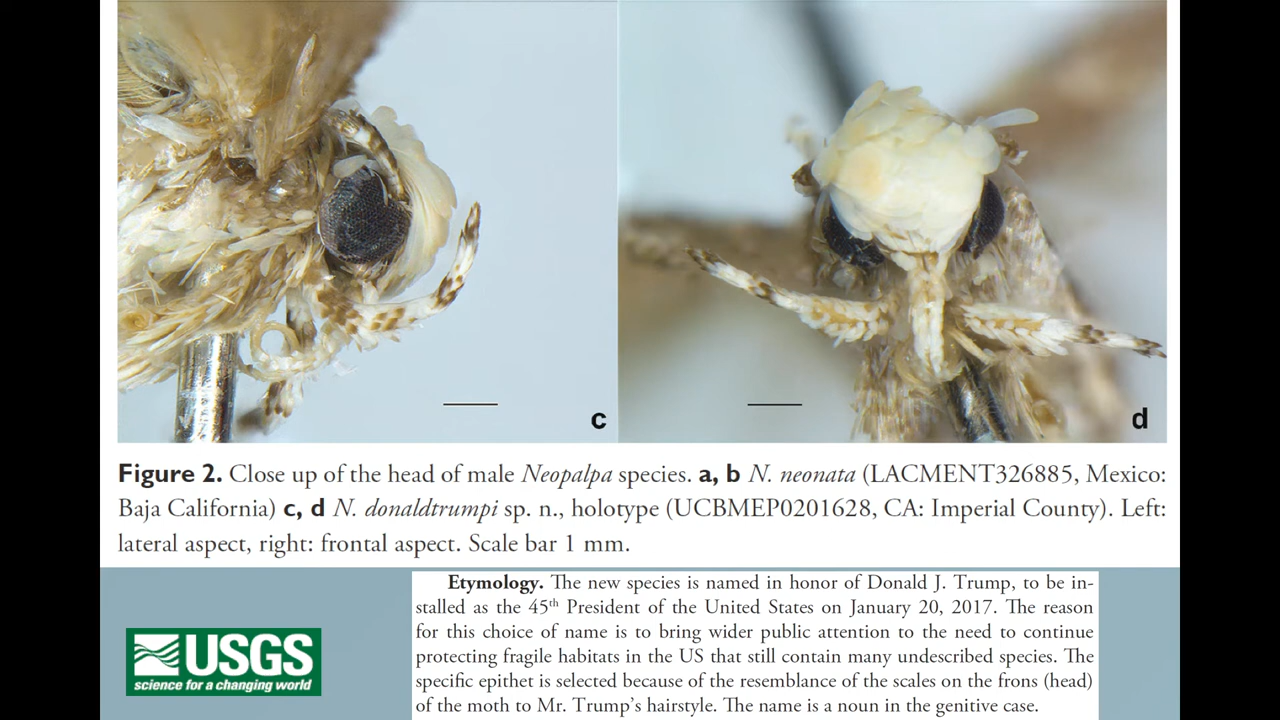 c
d
Figure 2. Close up of the head of male Neopalpa species. a, b N. neonata (LACMENT326885, Mexico:
Baja California) c, d N. donaldtrumpi sp. n., holotype (UCBMEP0201628, CA: Imperial County). Left:
lateral aspect, right: frontal aspect. Scale bar 1 mm.
Etymology. The new species is named in honor of Donald J. Trump, to be in-
stalled as the 45th President of the United States on January 20, 2017. The reason
for this choice of name is to bring wider public attention to the need to continue
protecting fragile habitats in the US that still contain many undescribed species. The
specific epithet is selected because of the resemblance of the scales on the frons (head)
of the moth to Mr. Trump’s hairstyle. The name is a noun in the genitive case.
USGS
science for a changing world